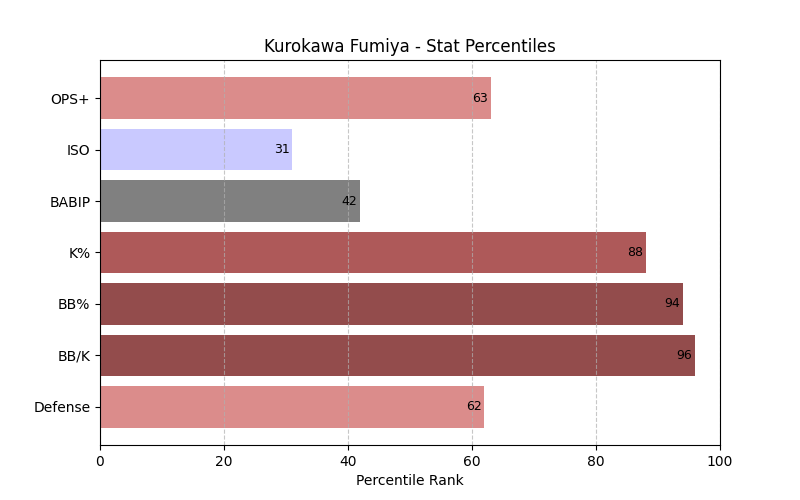 Kurokawa Fumiya - Stat Percentiles
OPS+ 63
ISO 31
BABIP 42
K% 88
BB% 94
BB/K 96
Defense 62
0 20 40 60 80 100
Percentile Rank